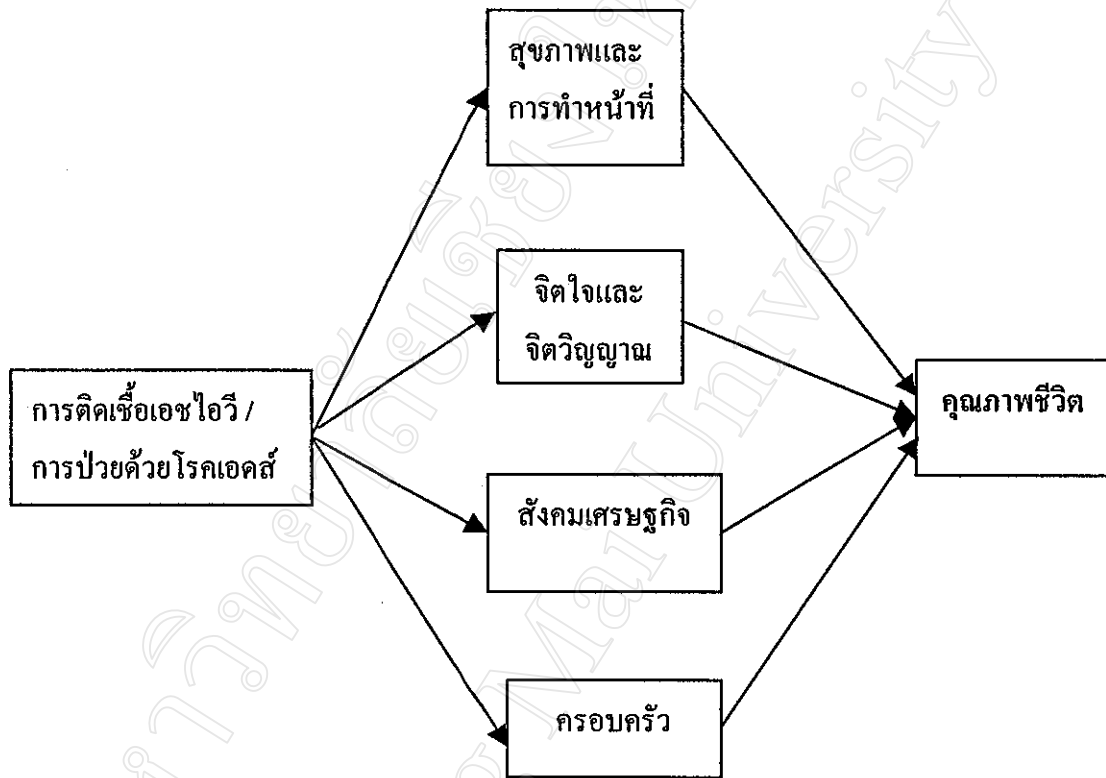 สุขภาพและ
การทำหน้าที่
จิตใจและ
จิตวิญญาณ
การติดเชื้อเอชไอวี /
การป่วยด้วยโรคเอดส์
คุณภาพชีวิต
สังคมเศรษฐกิจ
ครอบครัว
Mai University